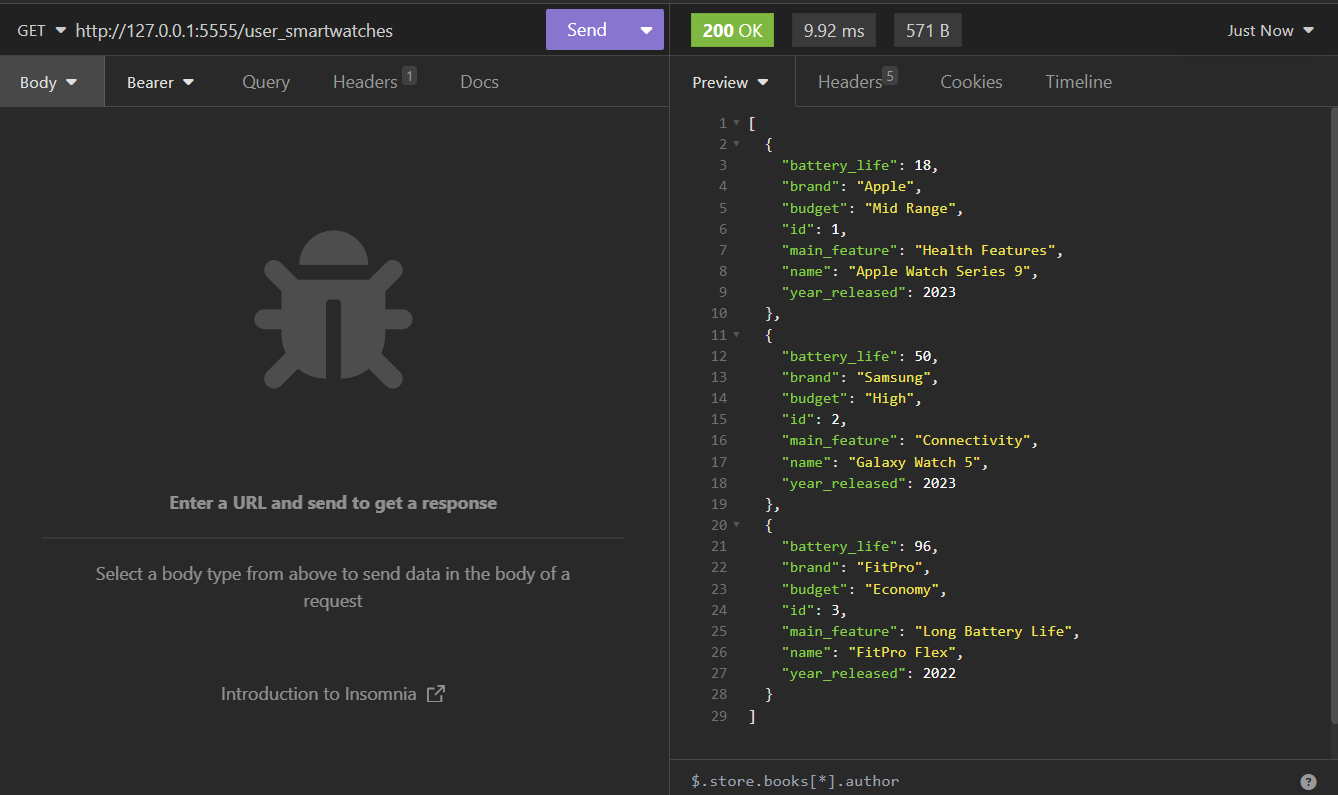 GET http://127.0.0.1:5555/user_smartwatches Send
Body Bearer Query Headers 1 Docs
Enter a URL and send to get a response
Select a body type from above to send data in the body of a
request
Introduction to Insomnia
200 OK 9.92 ms 571 B Just Now
Preview Headers 5 Cookies Timeline
1 [
2 {
3 "battery_life": 18,
4 "brand": "Apple",
5 "budget": "Mid Range",
6 "id": 1,
7 "main_feature": "Health Features",
8 "name": "Apple Watch Series 9",
9 "year_released": 2023
10 },
11 {
12 "battery_life": 50,
13 "brand": "Samsung",
14 "budget": "High",
15 "id": 2,
16 "main_feature": "Connectivity",
17 "name": "Galaxy Watch 5",
18 "year_released": 2023
19 },
20 {
21 "battery_life": 96,
22 "brand": "FitPro",
23 "budget": "Economy",
24 "id": 3,
25 "main_feature": "Long Battery Life",
26 "name": "FitPro Flex",
27 "year_released": 2022
28 }
29 ]
$.store.books[*].author ?